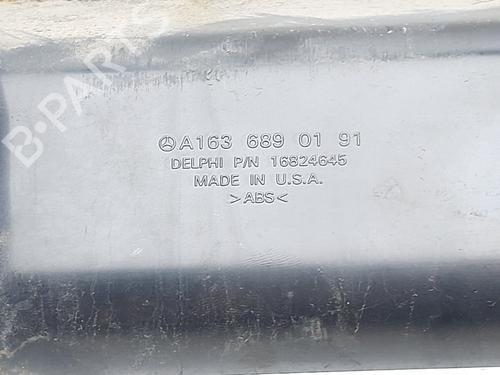 B-PARTS
A163 689 01 91
DELPHI P/N 16824645
MADE IN U.S.A.
>ABS<